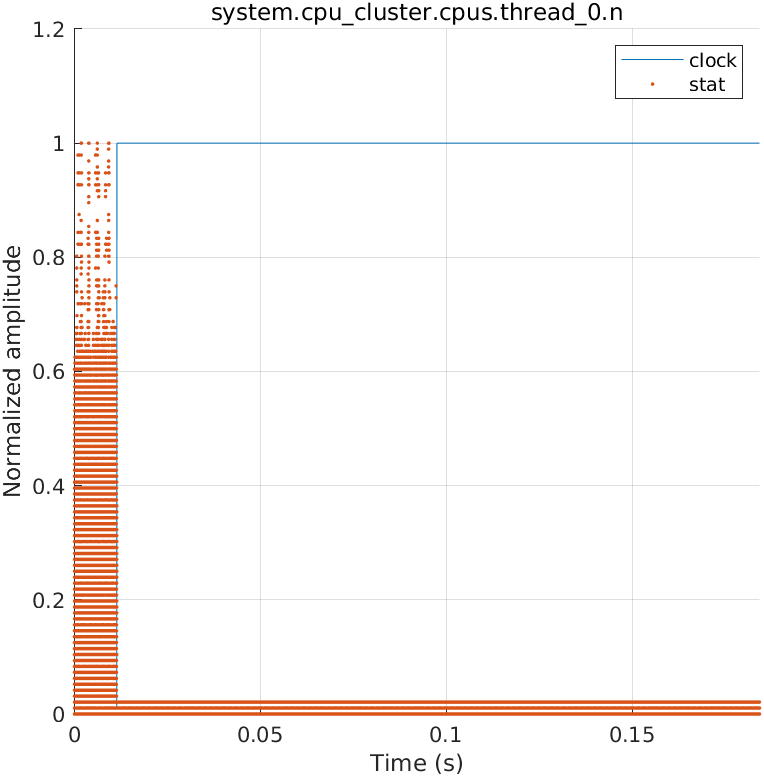 system.cpu_cluster.cpus.thread_0.n
clock
stat
1.2
1
0.8
0.6
0.4
0.2
0
Normalized amplitude
0 0.05 0.1 0.15
Time (s)